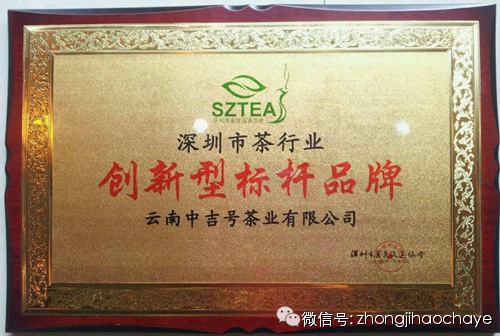 SZTEA
深圳市茶行业
创新型标杆品牌
云南中吉号茶业有限公司
微信号: zhongjihaochaye